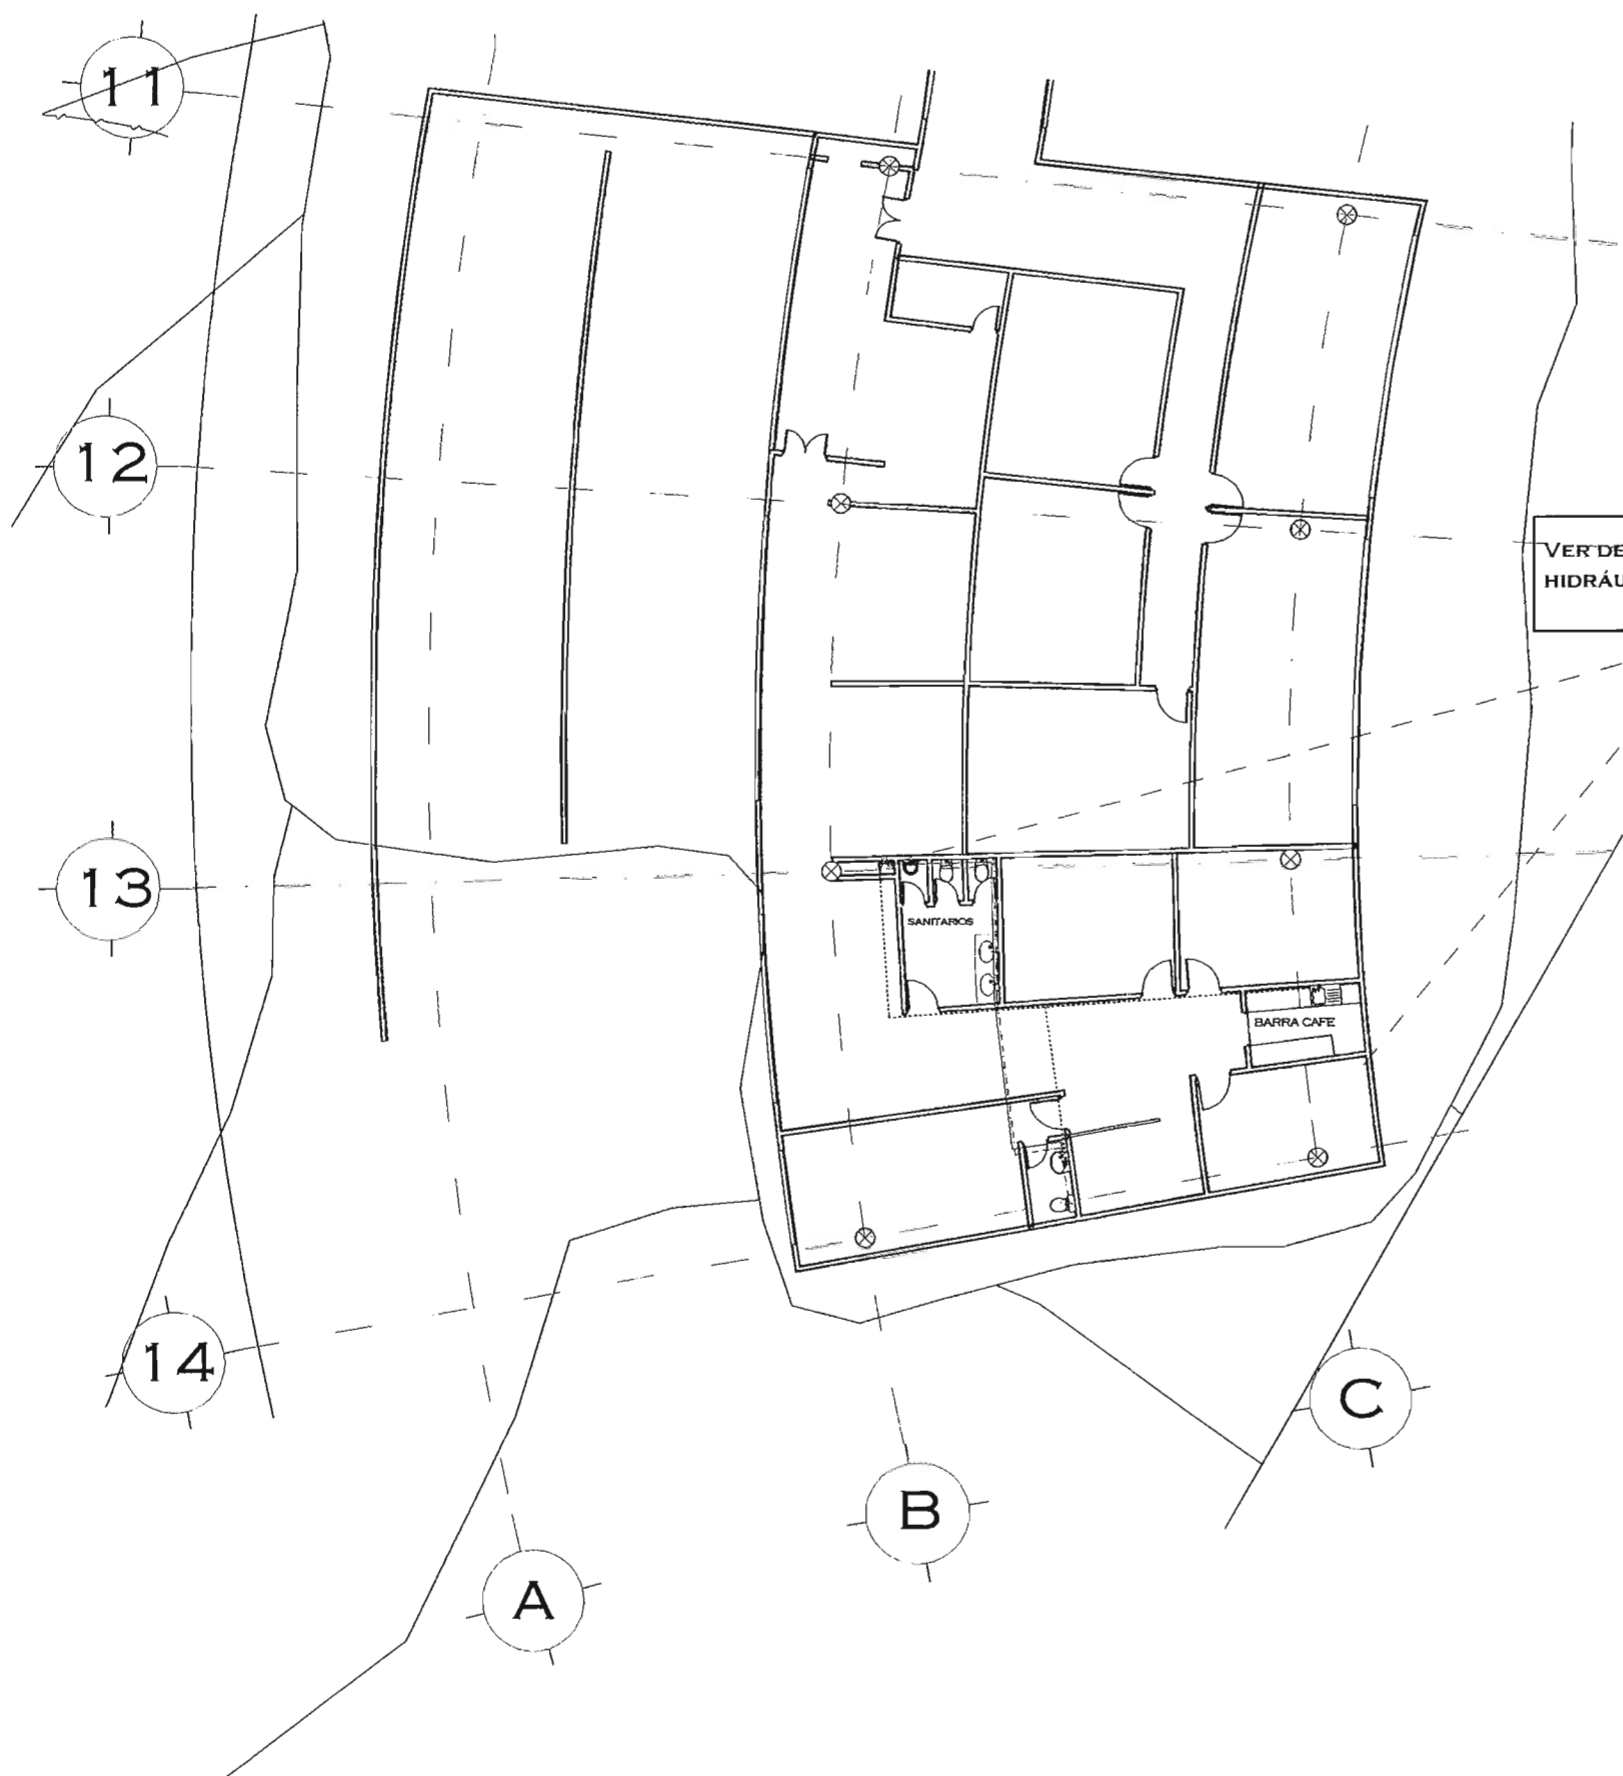 11
12
VER DE
HIDRÁU
13
SANITARIOS
BARRA CAFE
14
C
B
A